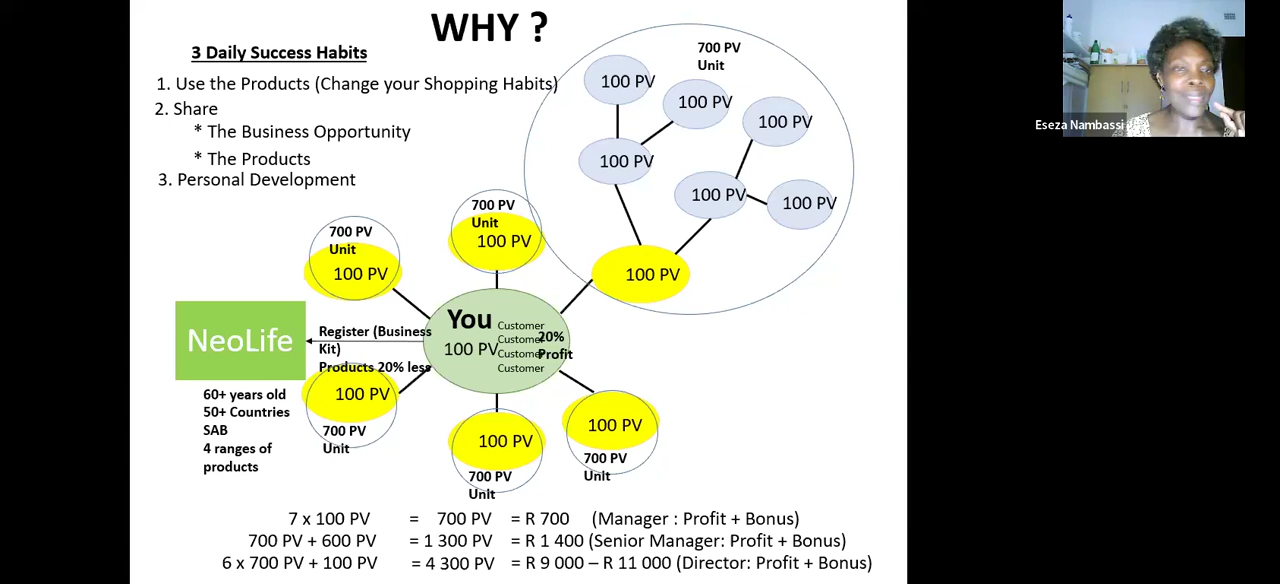 WHY ?
3 Daily Success Habits
1. Use the Products (Change your Shopping Habits)
2. Share
* The Business Opportunity
* The Products
3. Personal Development
700 PV
Unit
100 PV
100 PV
100 PV
100 PV
100 PV
100 PV
100 PV
700 PV
Unit
100 PV
700 PV
Unit
100 PV
NeoLife
Register (Business
Kit)
Products 20% less
You
100 PV
Customer
Customer
Customer
Customer
20%
Profit
60+ years old
50+ Countries
SAB
4 ranges of
products
100 PV
700 PV
Unit
100 PV
700 PV
Unit
100 PV
700 PV
Unit
7 x 100 PV = 700 PV = R 700 (Manager : Profit + Bonus)
700 PV + 600 PV = 1 300 PV = R 1 400 (Senior Manager: Profit + Bonus)
6 x 700 PV + 100 PV = 4 300 PV = R 9 000 – R 11 000 (Director: Profit + Bonus)
Eseza Nambassi